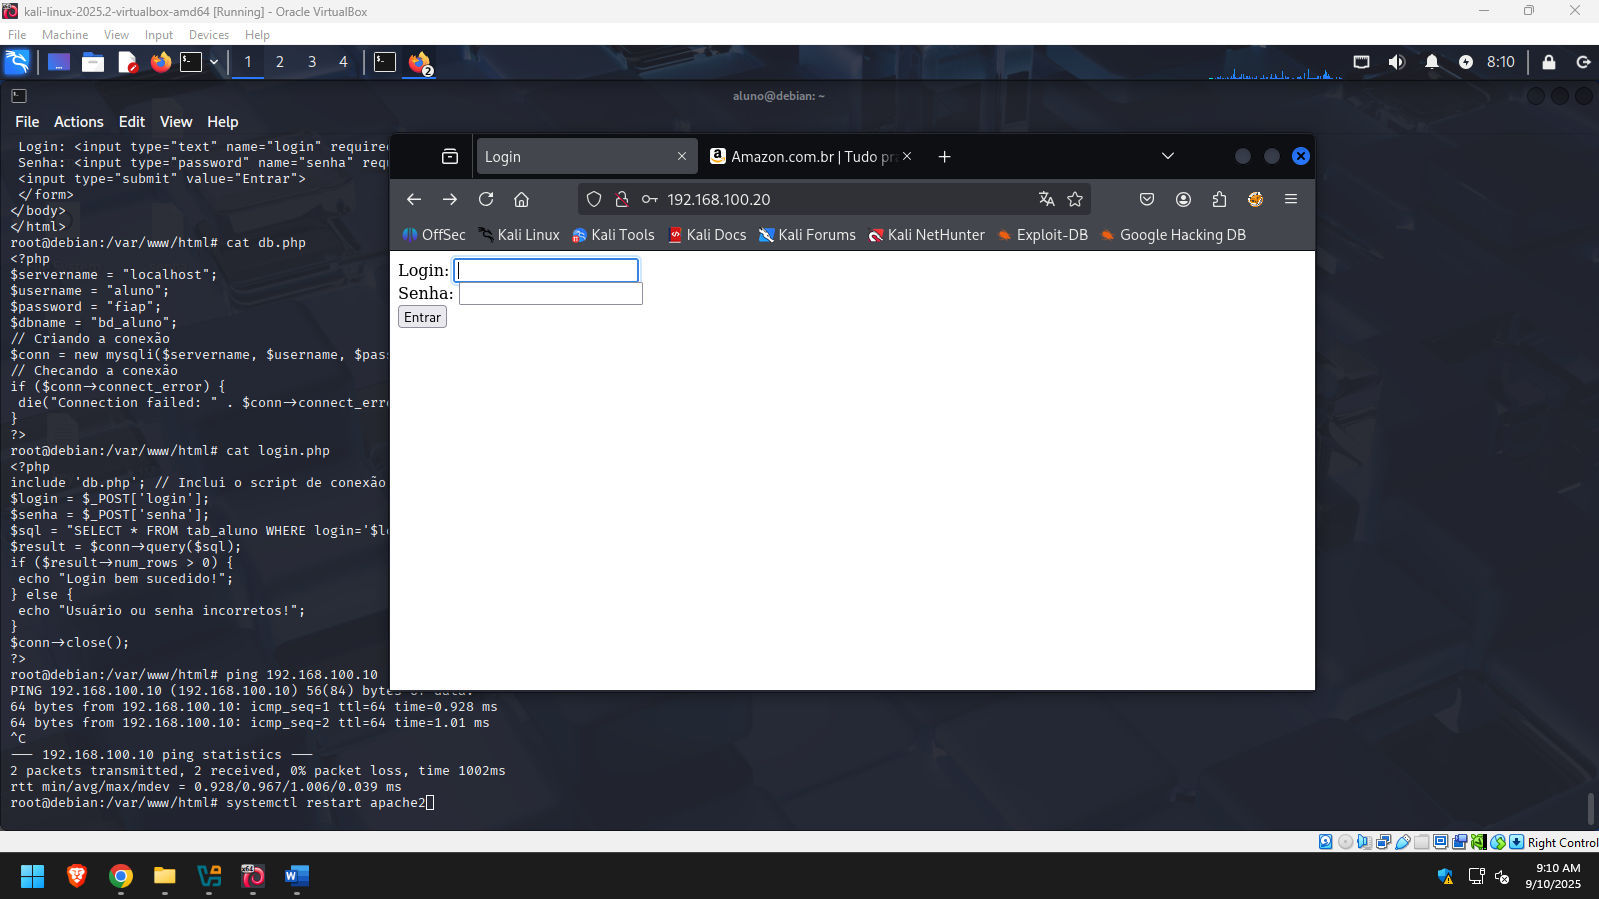 kali-linux-2025.2-virtualbox-amd64 [Running] - Oracle VirtualBox
File Machine View Input Devices Help
1 2 3 4 2 8:10
aluno@debian: ~
File Actions Edit View Help
Login: <input type="text" name="login" required
Senha: <input type="password" name="senha" requ
<input type="submit" value="Entrar">
</form>
</body>
</html>
root@debian:/var/www/html# cat db.php
<?php
$servername = "localhost";
$username = "aluno";
$password = "fiap";
$dbname = "bd_aluno";
// Criando a conexão
$conn = new mysqli($servername, $username, $pas
// Checando a conexão
if ($conn->connect_error) {
die("Connection failed: " . $conn->connect_erro
}
?>
root@debian:/var/www/html# cat login.php
<?php
include 'db.php'; // Inclui o script de conexão
$login = $_POST['login'];
$senha = $_POST['senha'];
$sql = "SELECT * FROM tab_aluno WHERE login='$lo
$result = $conn->query($sql);
if ($result->num_rows > 0) {
echo "Login bem sucedido!";
} else {
echo "Usuário ou senha incorretos!";
}
$conn->close();
?>
root@debian:/var/www/html# ping 192.168.100.10
PING 192.168.100.10 (192.168.100.10) 56(84) bytes of data.
64 bytes from 192.168.100.10: icmp_seq=1 ttl=64 time=0.928 ms
64 bytes from 192.168.100.10: icmp_seq=2 ttl=64 time=1.01 ms
^C
--- 192.168.100.10 ping statistics ---
2 packets transmitted, 2 received, 0% packet loss, time 1002ms
rtt min/avg/max/mdev = 0.928/0.967/1.006/0.039 ms
root@debian:/var/www/html# systemctl restart apache2
Login Amazon.com.br | Tudo pra
192.168.100.20
OffSec Kali Linux Kali Tools Kali Docs Kali Forums Kali NetHunter Exploit-DB Google Hacking DB
Login:
Senha:
Entrar
Right Control
9:10 AM
9/10/2025